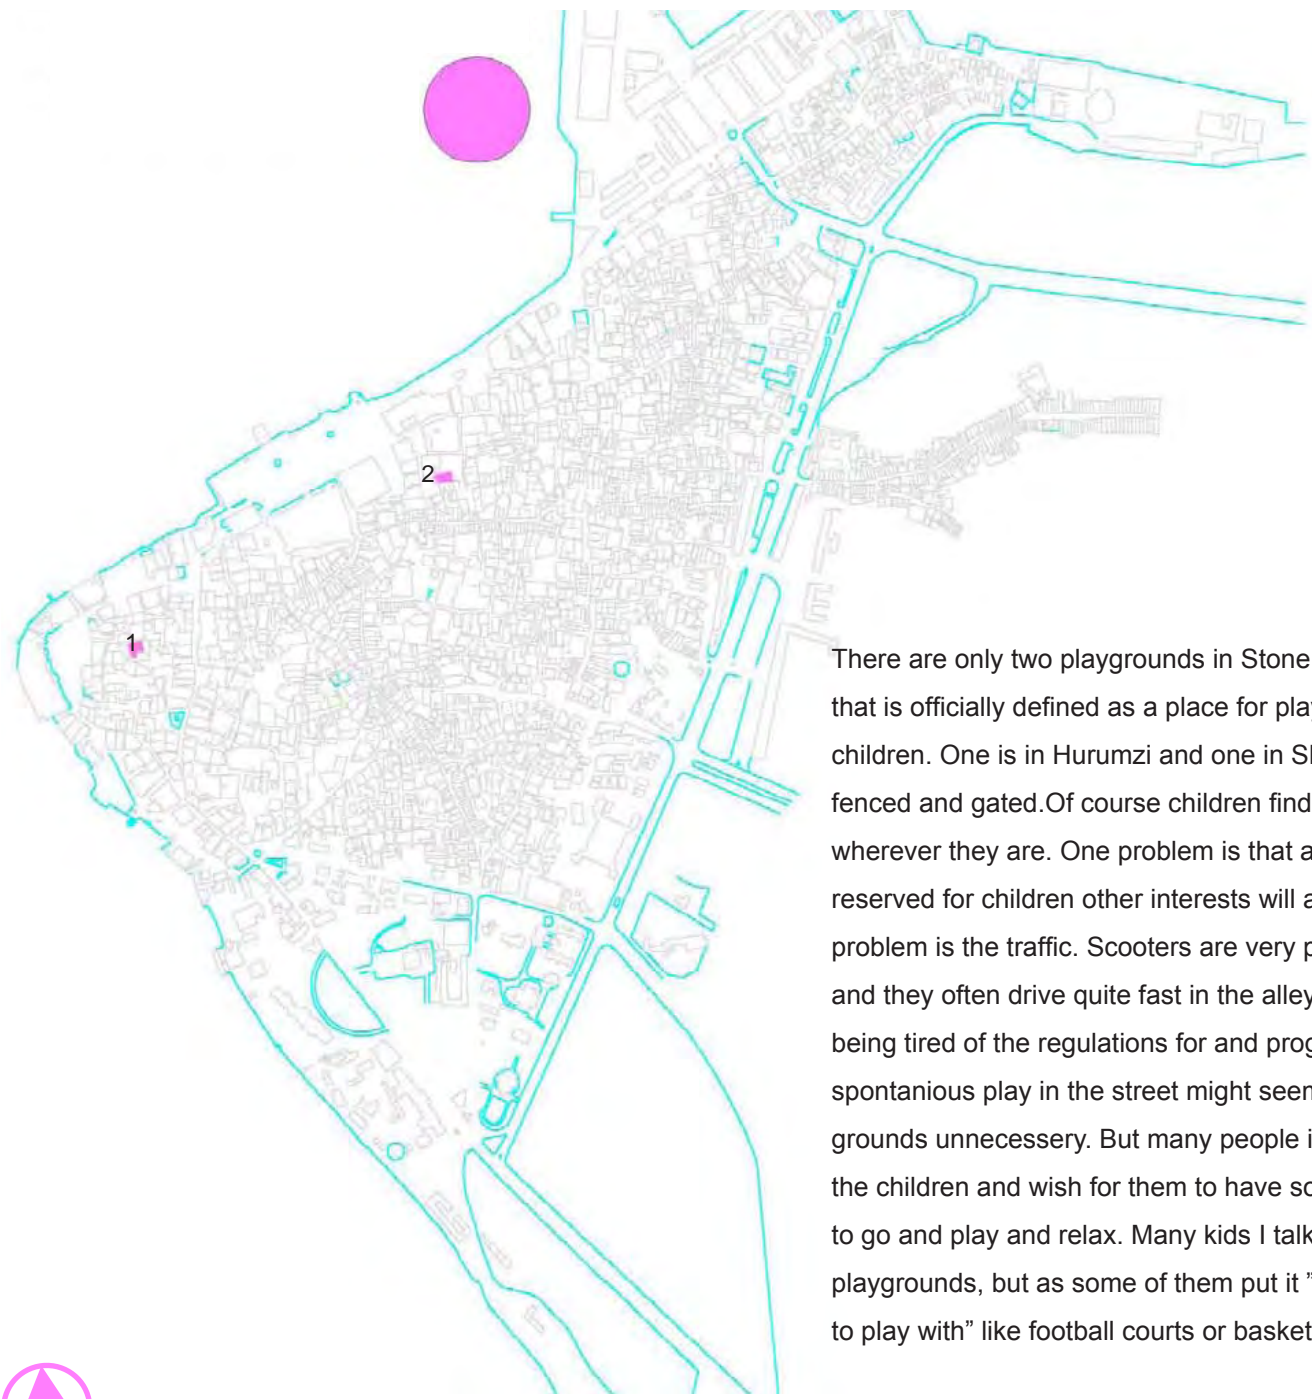 2
1
There are only two playgrounds in Stone
that is officially defined as a place for play
children. One is in Hurumzi and one in Sh
fenced and gated.Of course children find
wherever they are. One problem is that a
reserved for children other interests will a
problem is the traffic. Scooters are very p
and they often drive quite fast in the alley
being tired of the regulations for and prog
spontanious play in the street might seem
grounds unnecessery. But many people i
the children and wish for them to have so
to go and play and relax. Many kids I talk
playgrounds, but as some of them put it ”
to play with” like football courts or basket